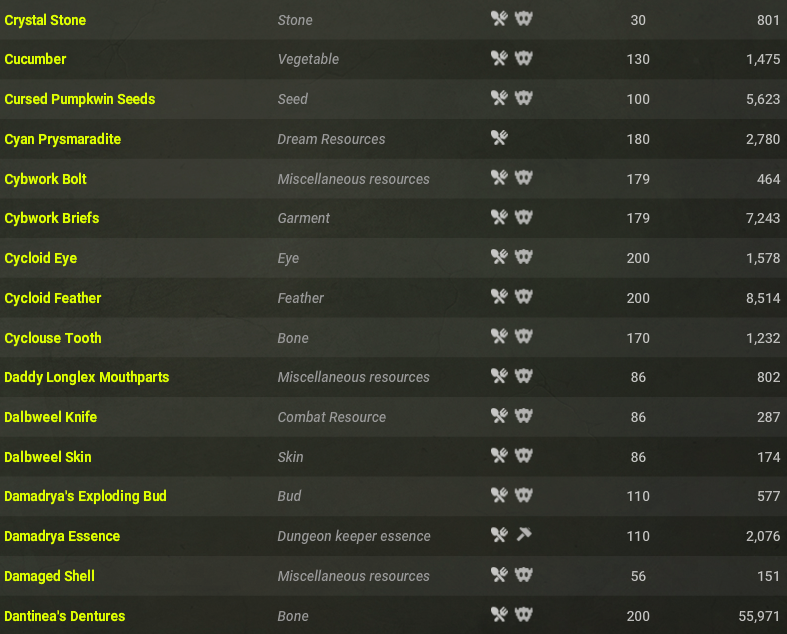 Crystal Stone Stone 30 801
Cucumber Vegetable 130 1,475
Cursed Pumpkwin Seeds Seed 100 5,623
Cyan Prysmaradite Dream Resources 180 2,780
Cybwork Bolt Miscellaneous resources 179 464
Cybwork Briefs Garment 179 7,243
Cycloid Eye Eye 200 1,578
Cycloid Feather Feather 200 8,514
Cyclouse Tooth Bone 170 1,232
Daddy Longlex Mouthparts Miscellaneous resources 86 802
Dalbweel Knife Combat Resource 86 287
Dalbweel Skin Skin 86 174
Damadrya's Exploding Bud Bud 110 577
Damadrya Essence Dungeon keeper essence 110 2,076
Damaged Shell Miscellaneous resources 56 151
Dantinea's Dentures Bone 200 55,971